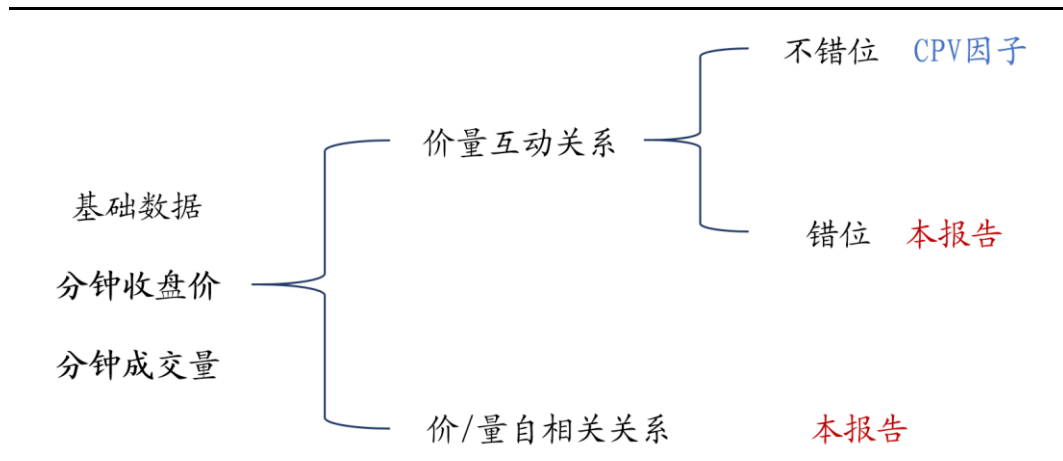 不错位 CPV因子
价量互动关系
基础数据
错位 本报告
分钟收盘价
分钟成交量
价/量自相关关系 本报告